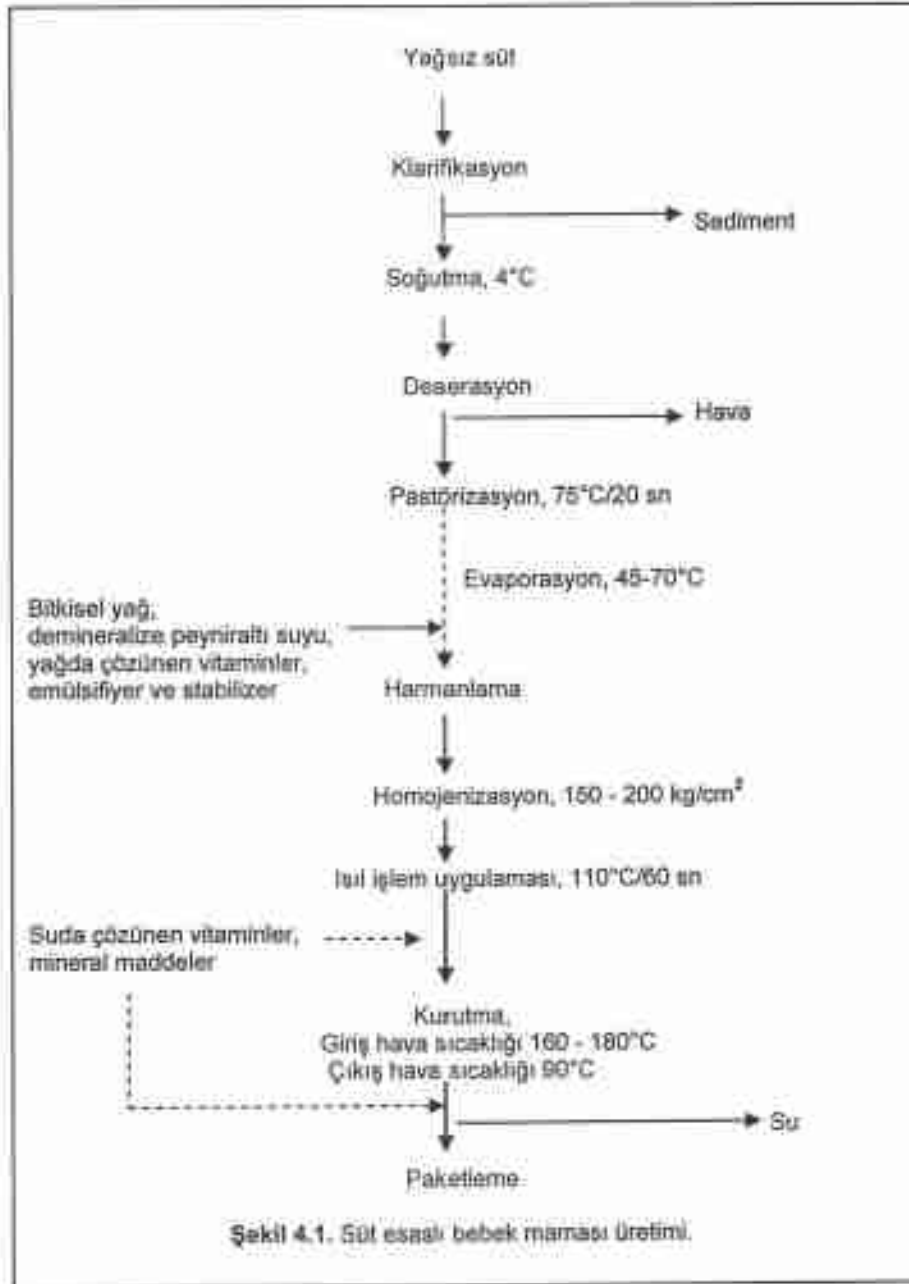 Yağsız süt
Klarifikasyon
Sediment
Soğutma, 4°C
Deaerasyon
Hava
Pastörizasyon, 75°C/20 sn
Evaporasyon, 45-70°C
Bitkisel yağ,
demineralize peyniraltı suyu,
yağda çözünen vitaminler,
emülsifiyer ve stabilizer
Harmanlama
Homojenizasyon, 150 - 200 kg/cm²
Isıl işlem uygulaması, 110°C/60 sn
Suda çözünen vitaminler,
mineral maddeler
Kurutma,
Giriş hava sıcaklığı 160 - 180°C
Çıkış hava sıcaklığı 90°C
Su
Paketleme
Şekil 4.1. Süt esaslı bebek maması üretimi.